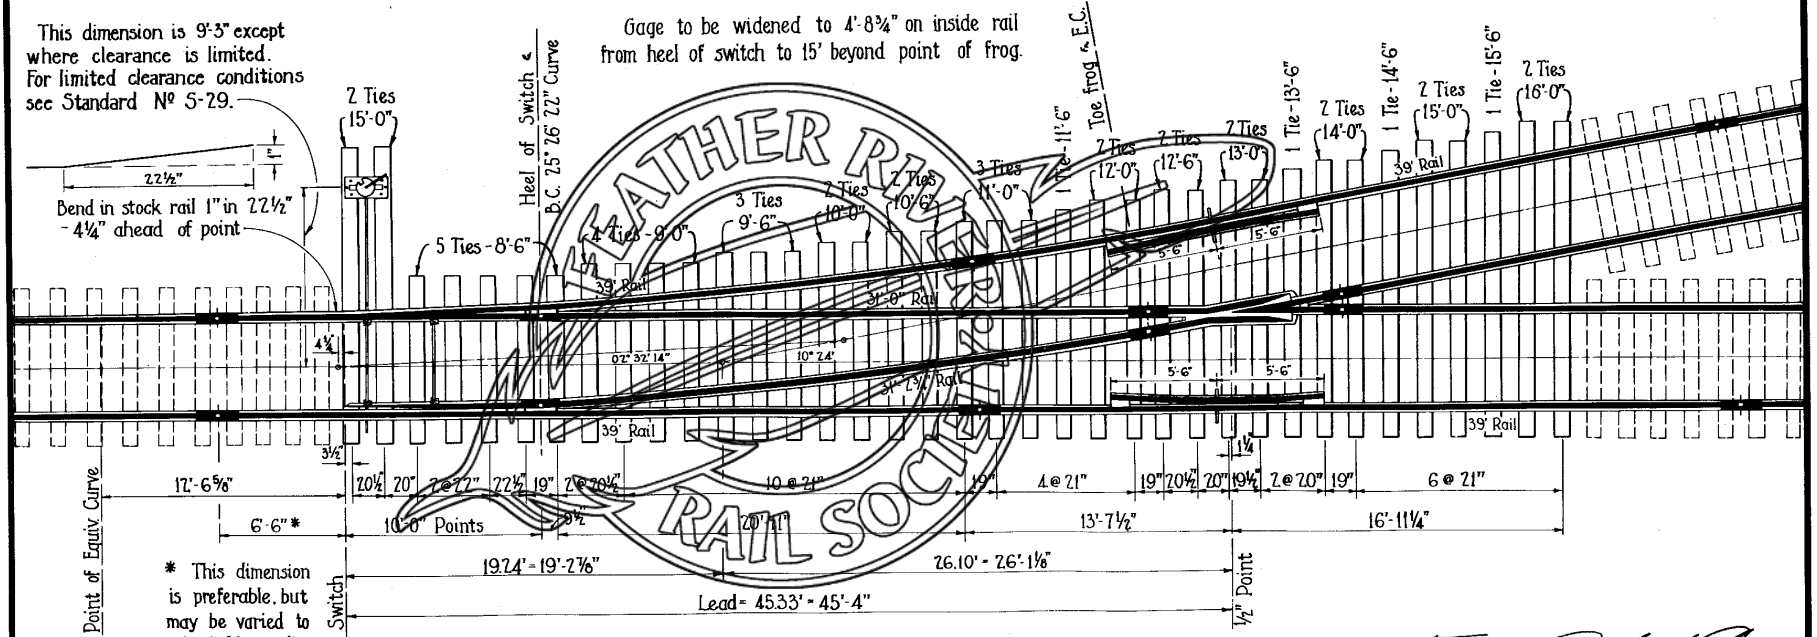 This dimension is 9'-3" except
where clearance is limited.
For limited clearance conditions
see Standard Nº S-29.
Gage to be widened to 4'-8¾" on inside rail
from heel of switch to 15' beyond point of frog.
Heel of Switch &
B.C. 25° 26' 22" Curve
Toe frog & E.C.
2 Ties
15'-0"
1"
22½"
Bend in stock rail 1" in 22½"
- 4¼" ahead of point
5 Ties - 8'-6"
4 Ties - 9'-0"
3 Ties
9'-6"
2 Ties
10'-0"
2 Ties
10'-6"
3 Ties
11'-0"
1 Tie - 11'-6"
2 Ties
12'-0"
2 Ties
12'-6"
2 Ties
13'-0"
1 Tie - 13'-6"
2 Ties
14'-0"
1 Tie - 14'-6"
2 Ties
15'-0"
1 Tie - 15'-6"
2 Ties
16'-0"
FEATHER RIVER
RAIL SOCIETY
39' Rail
39' Rail
31'-0" Rail
5'-6"
5'-6"
4¼"
02° 32' 14"
10° 24'
31'-2¾" Rail
5'-6"
5'-6"
39' Rail
39' Rail
3½"
1¼"
12'-6⅝"
20½"
20"
2 @ 22"
22½"
19"
2 @ 20½"
10 @ 21"
19"
4 @ 21"
19"
20½"
20"
19½"
2 @ 20"
19"
6 @ 21"
6'-6" *
10'-0" Points
9½"
20'-11"
13'-7½"
16'-11¼"
19.24' = 19'-2⅞"
26.10' = 26'-1⅛"
Lead = 45.33' = 45'-4"
Point of Equiv. Curve
* This dimension
is preferable, but
may be varied to
Switch
½" Point